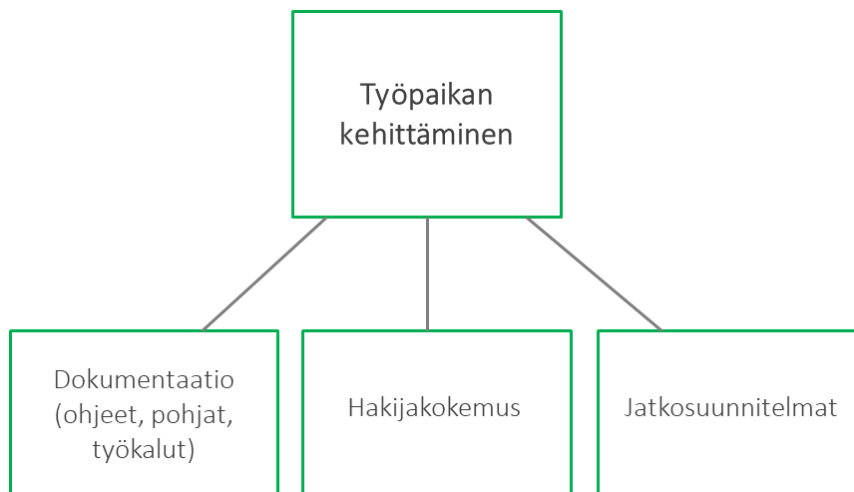 Työpaikan
kehittäminen
Dokumentaatio
(ohjeet, pohjat,
työkalut)
Hakijakokemus
Jatkosuunnitelmat